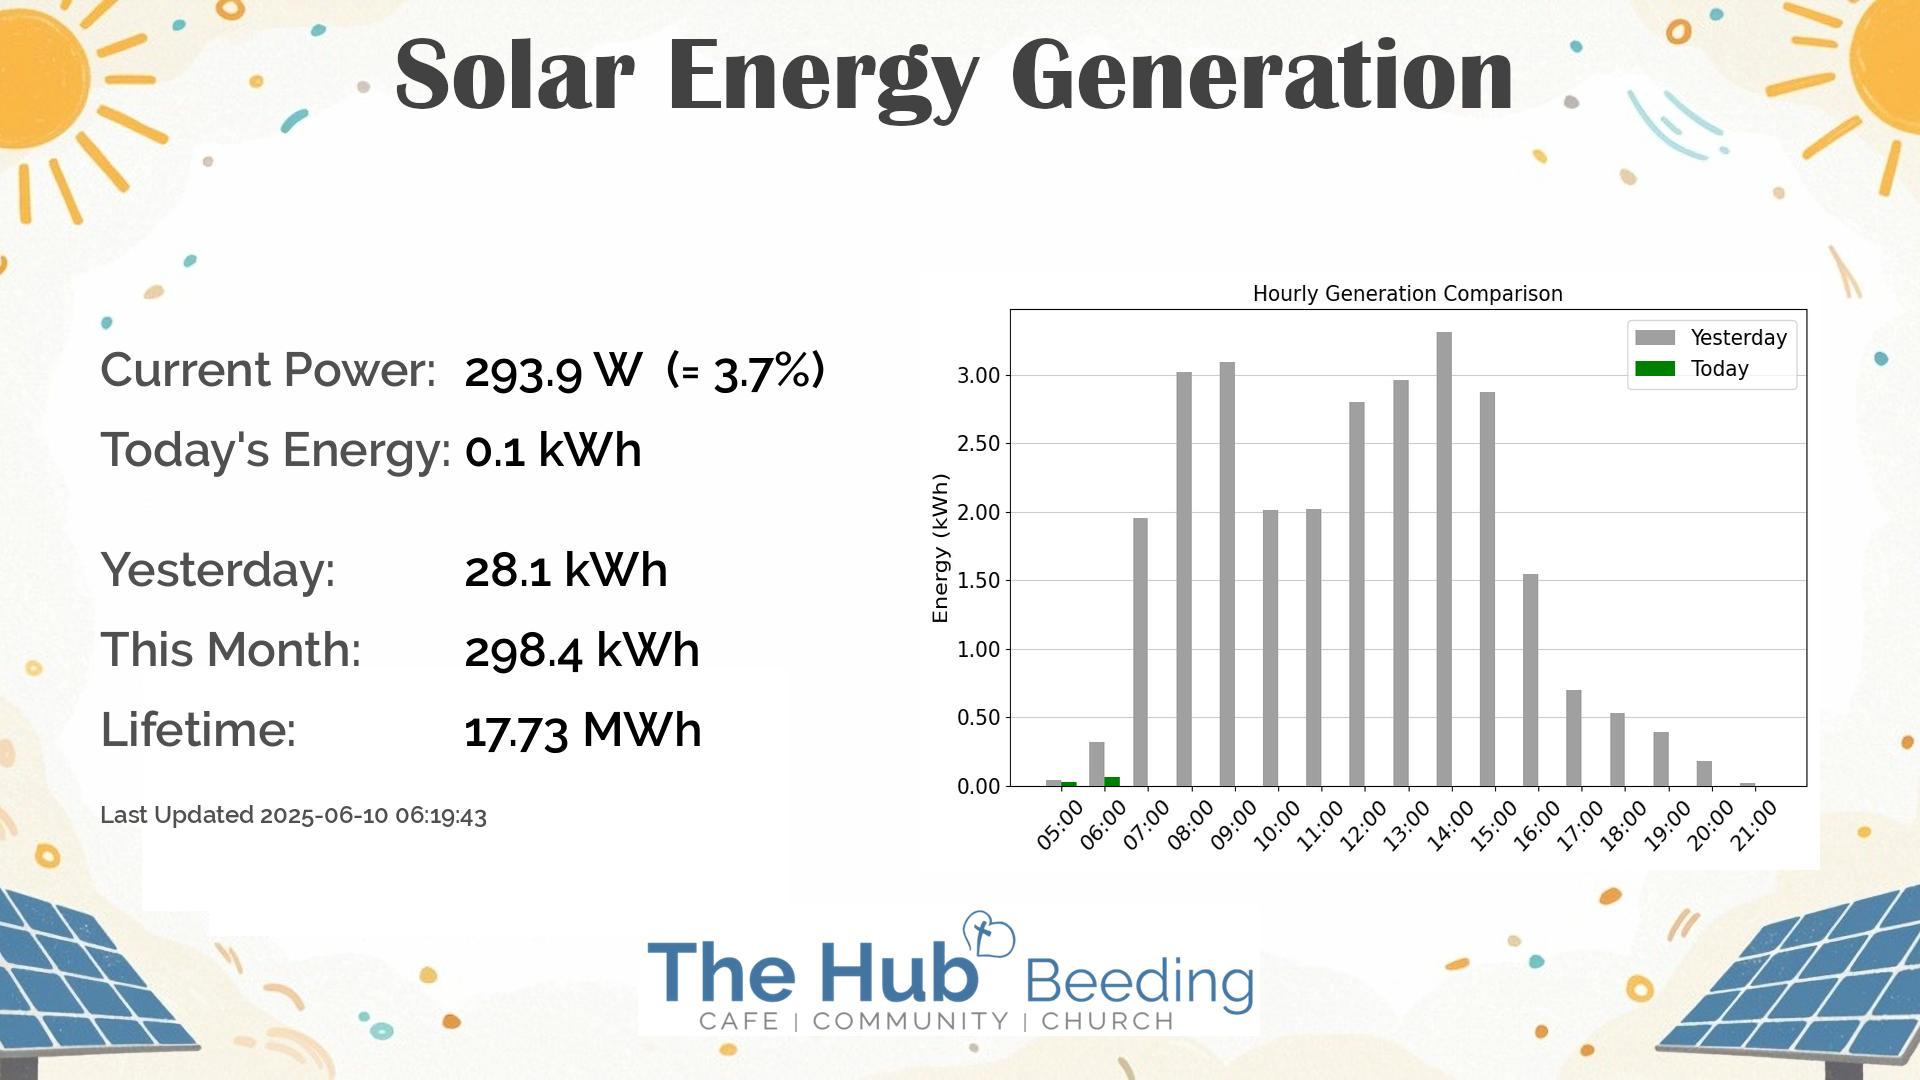 Solar Energy Generation
Current Power: 293.9 W (= 3.7%)
Today's Energy: 0.1 kWh
Yesterday: 28.1 kWh
This Month: 298.4 kWh
Lifetime: 17.73 MWh
Last Updated 2025-06-10 06:19:43
Hourly Generation Comparison
Yesterday
Today
Energy (kWh)
3.00
2.50
2.00
1.50
1.00
0.50
0.00
05:00 06:00 07:00 08:00 09:00 10:00 11:00 12:00 13:00 14:00 15:00 16:00 17:00 18:00 19:00 20:00 21:00
The Hub Beeding
CAFE | COMMUNITY | CHURCH